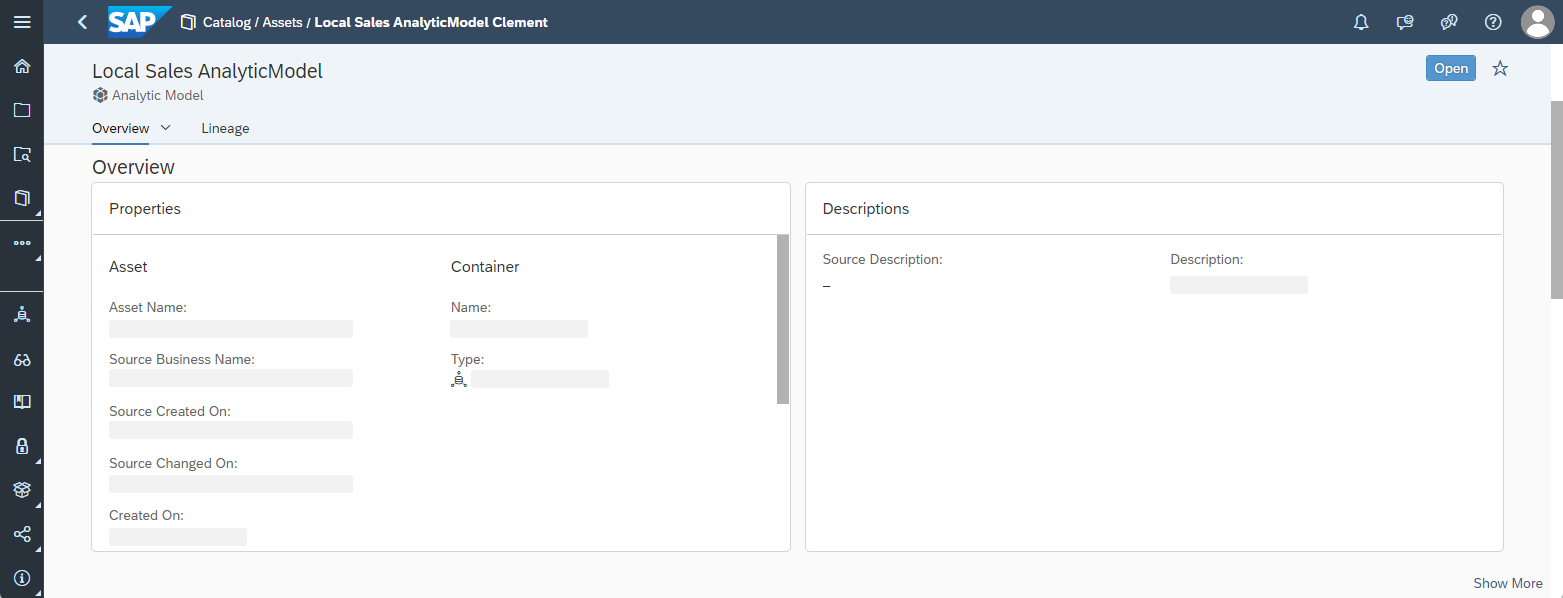 SAP Catalog / Assets / Local Sales AnalyticModel Clement
Local Sales AnalyticModel
Open
Analytic Model
Overview Lineage
Overview
Properties
Asset
Asset Name:
Source Business Name:
Source Created On:
Source Changed On:
Created On:
Container
Name:
Type:
Descriptions
Source Description:
–
Description:
Show More